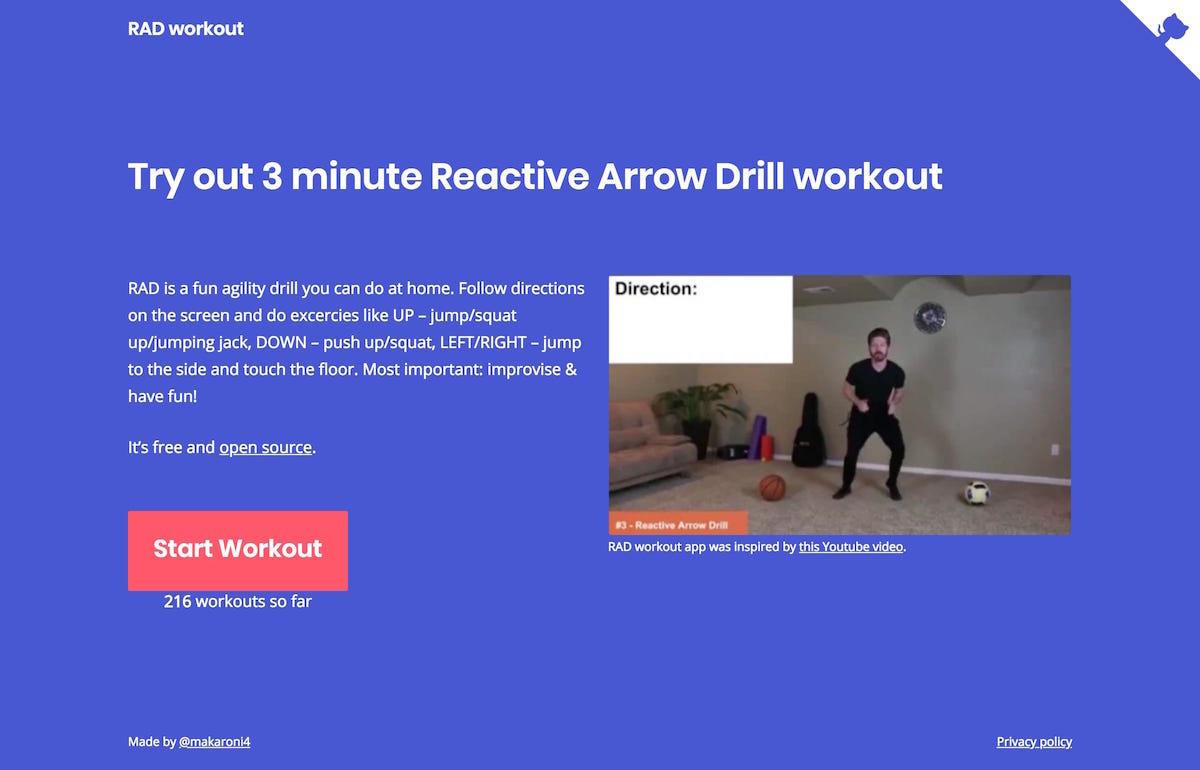 RAD workout
Try out 3 minute Reactive Arrow Drill workout
RAD is a fun agility drill you can do at home. Follow directions
on the screen and do excercies like UP – jump/squat
up/jumping jack, DOWN – push up/squat, LEFT/RIGHT – jump
to the side and touch the floor. Most important: improvise &
have fun!
It’s free and open source.
Start Workout
216 workouts so far
Direction:
#3 - Reactive Arrow Drill
RAD workout app was inspired by this Youtube video.
Made by @makaroni4
Privacy policy